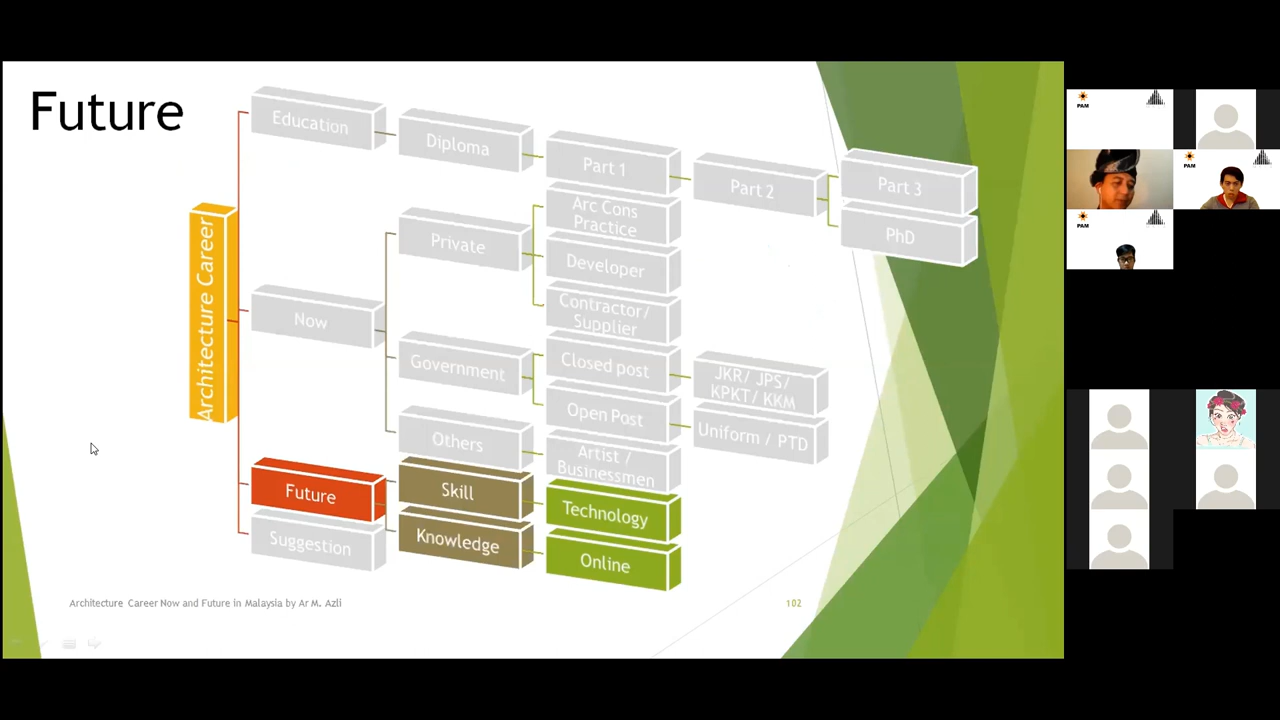 Future
Education
Diploma
Part 1
Part 2
Part 3
PhD
Architecture Career
Now
Private
Arc Cons
Practice
Developer
Contractor/
Supplier
Government
Closed post
JKR/ JPS/
KPKT/ KKM
Open Post
Uniform / PTD
Others
Artist /
Businessmen
Future
Skill
Technology
Knowledge
Online
Suggestion
Architecture Career Now and Future in Malaysia by Ar M. Azli
102
PAM
PAM
PAM